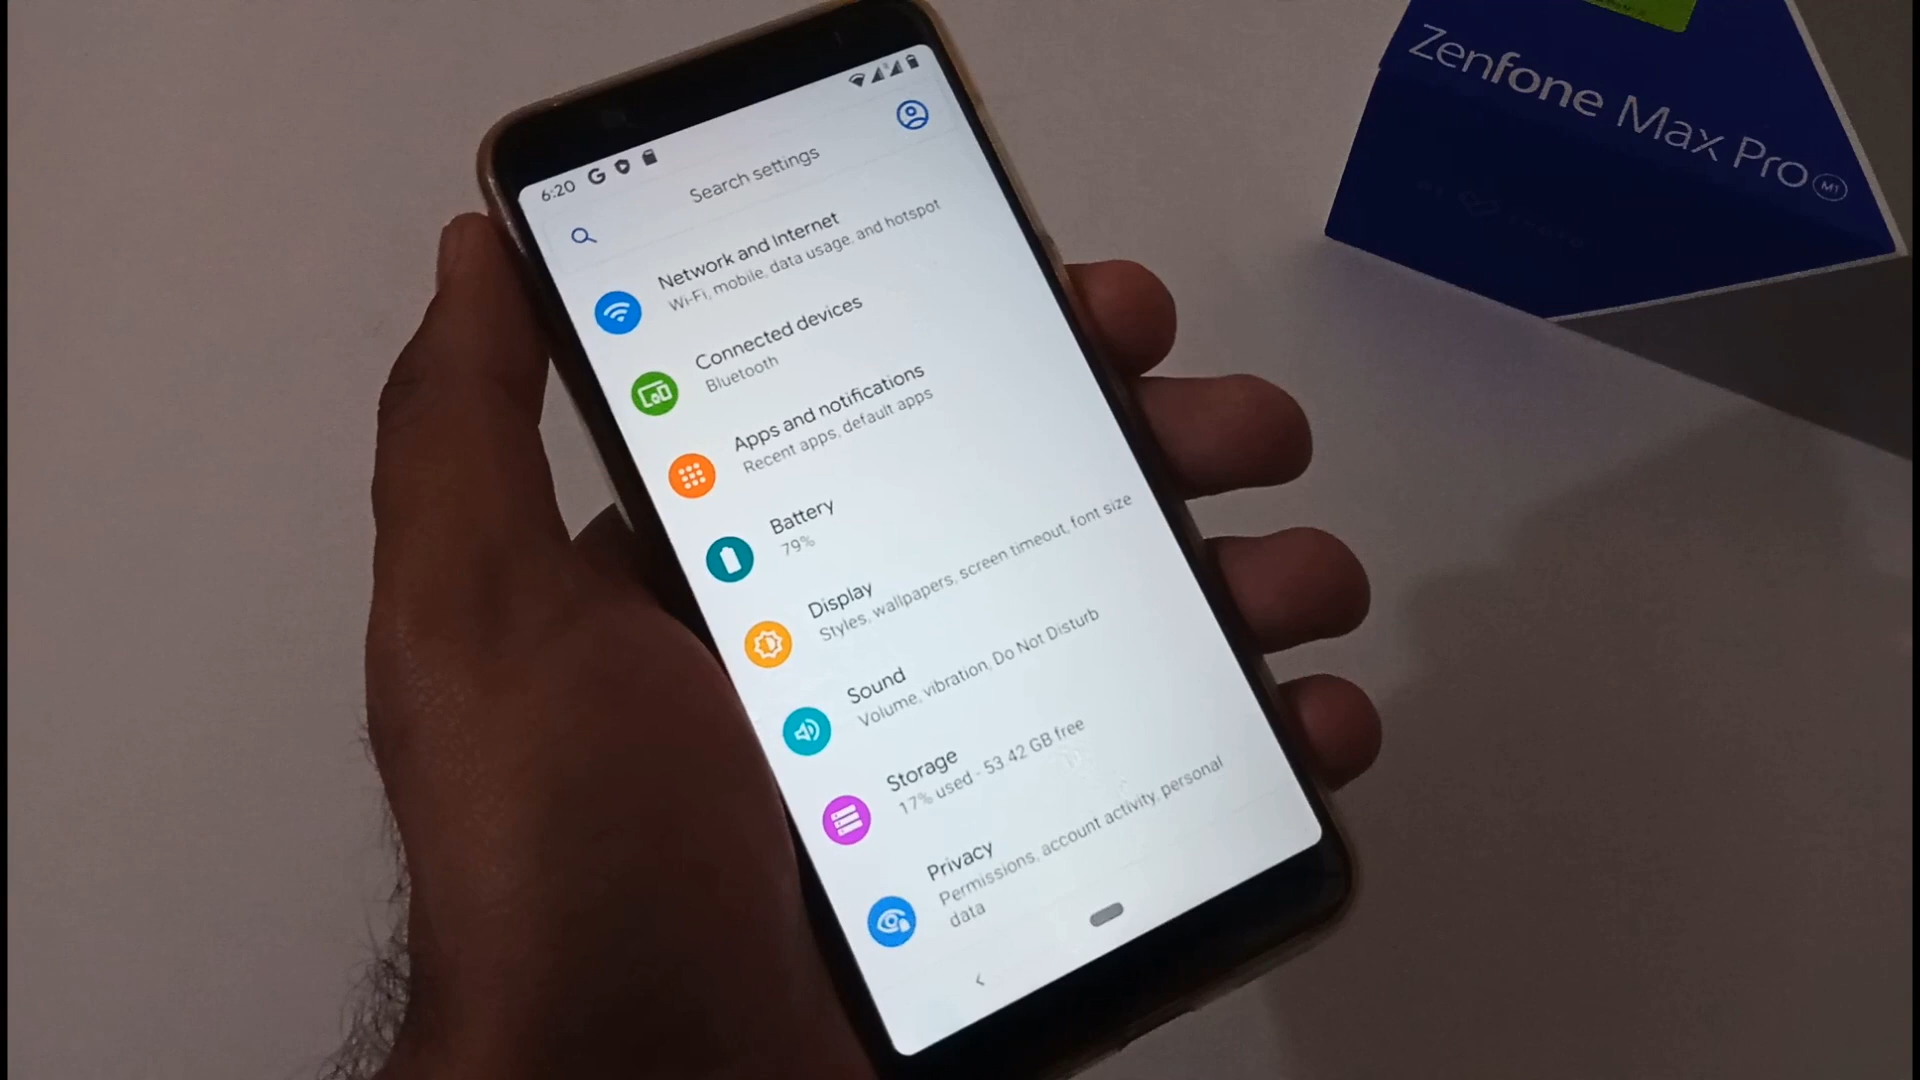 6:20
Search settings
Network and Internet
Wi-Fi, mobile, data usage, and hotspot
Connected devices
Bluetooth
Apps and notifications
Recent apps, default apps
Battery
79%
Display
Styles, wallpapers, screen timeout, font size
Sound
Volume, vibration, Do Not Disturb
Storage
17% used - 53.42 GB free
Privacy
Permissions, account activity, personal
data
Zenfone Max Pro M1